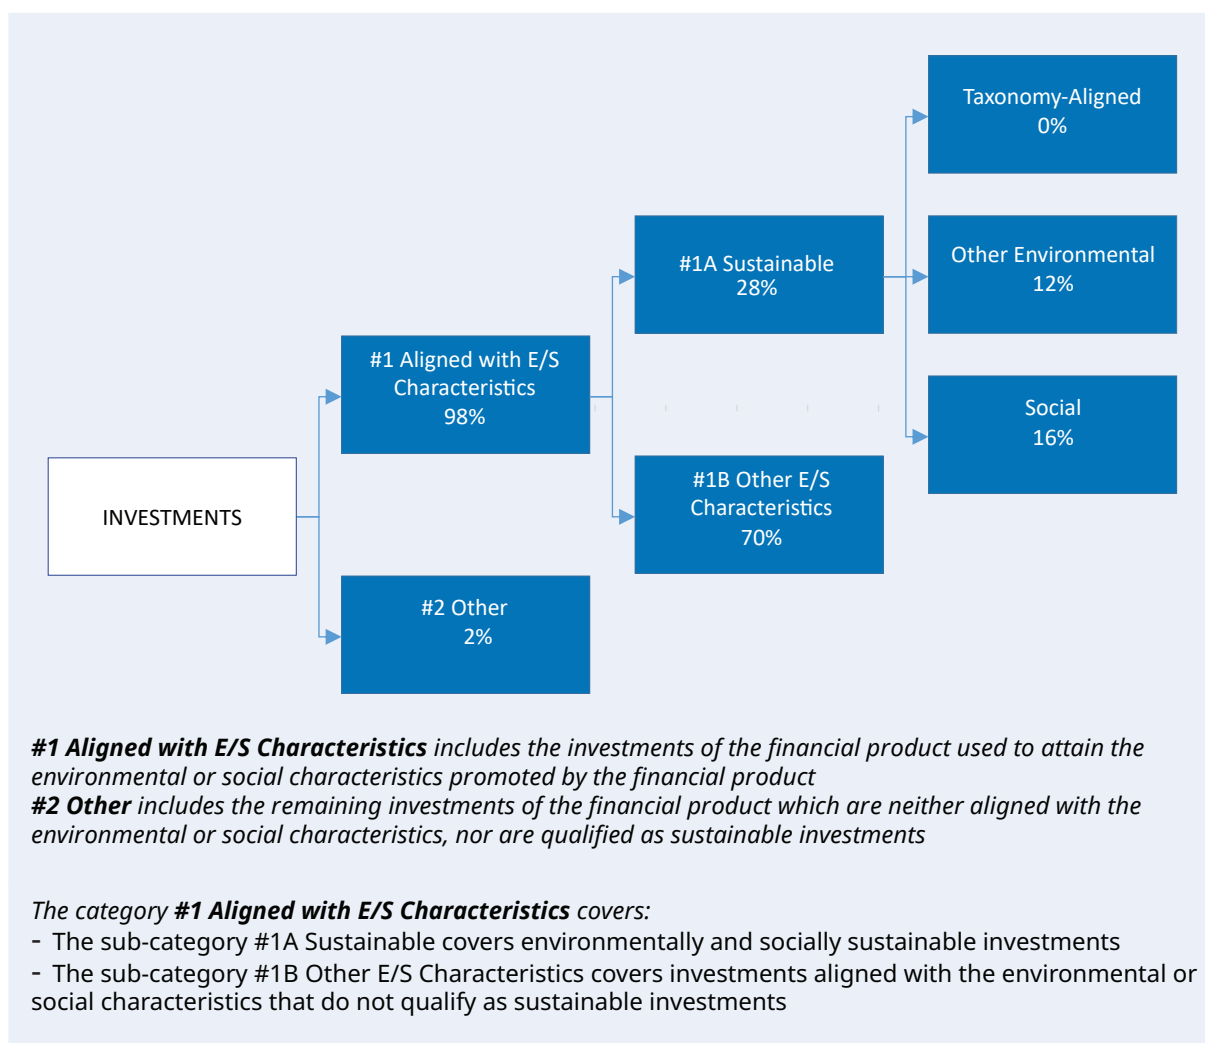 Taxonomy-Aligned
0%
#1A Sustainable
28%
Other Environmental
12%
#1 Aligned with E/S
Characteristics
98%
Social
16%
INVESTMENTS
#1B Other E/S
Characteristics
70%
#2 Other
2%
#1 Aligned with E/S Characteristics includes the investments of the financial product used to attain the
environmental or social characteristics promoted by the financial product
#2 Other includes the remaining investments of the financial product which are neither aligned with the
environmental or social characteristics, nor are qualified as sustainable investments
The category #1 Aligned with E/S Characteristics covers:
- The sub-category #1A Sustainable covers environmentally and socially sustainable investments
- The sub-category #1B Other E/S Characteristics covers investments aligned with the environmental or
social characteristics that do not qualify as sustainable investments